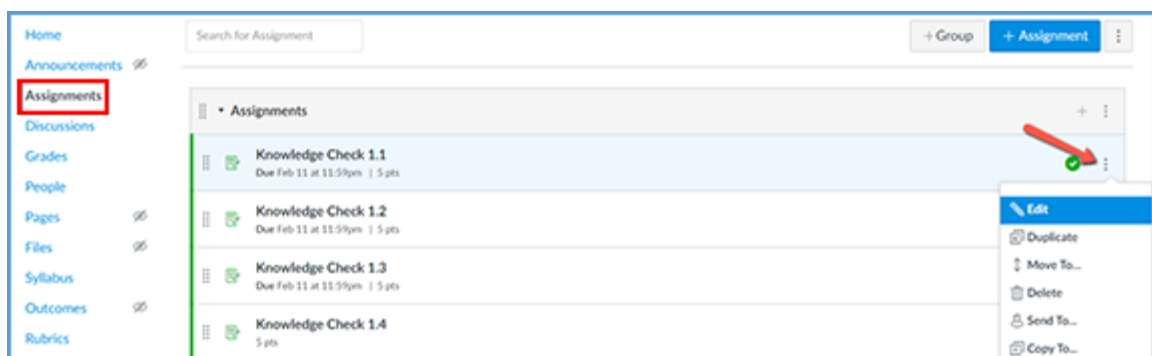 Home
Announcements
Assignments
Discussions
Grades
People
Pages
Files
Syllabus
Outcomes
Rubrics
Search for Assignment
+ Group
+ Assignment
Assignments
Knowledge Check 1.1
Due Feb 11 at 11:59pm | 5 pts
Knowledge Check 1.2
Due Feb 11 at 11:59pm | 5 pts
Knowledge Check 1.3
Due Feb 11 at 11:59pm | 5 pts
Knowledge Check 1.4
5 pts
Edit
Duplicate
Move To...
Delete
Send To...
Copy To...